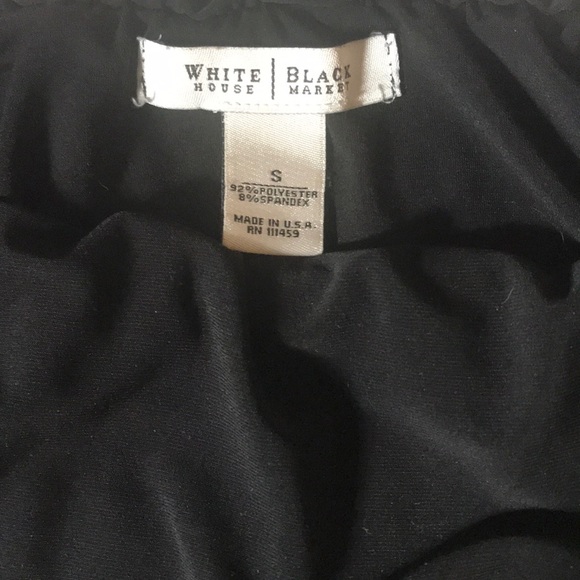 WHITE | BLACK
HOUSE | MARKET
S
92%POLYESTER
8%SPANDEX
MADE IN U.S.A.
RN 111459